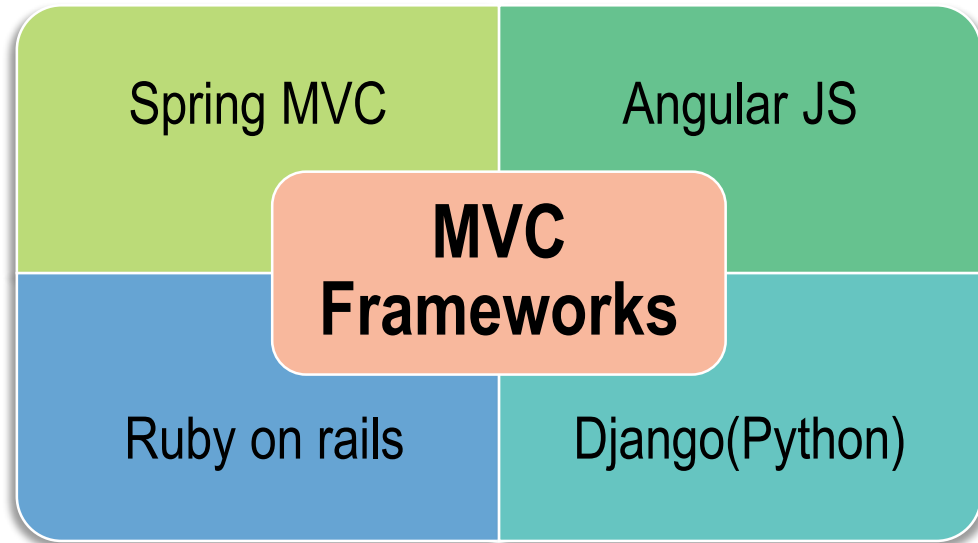 Spring MVC
Angular JS
MVC
Frameworks
Ruby on rails
Django(Python)